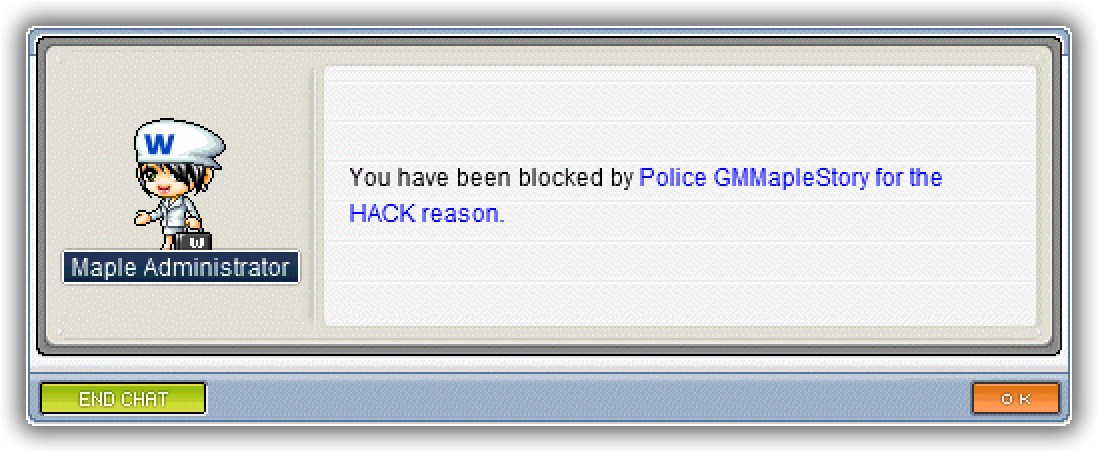 W
You have been blocked by Police GMMapleStory for the
HACK reason.
W
Maple Administrator
END CHAT
OK